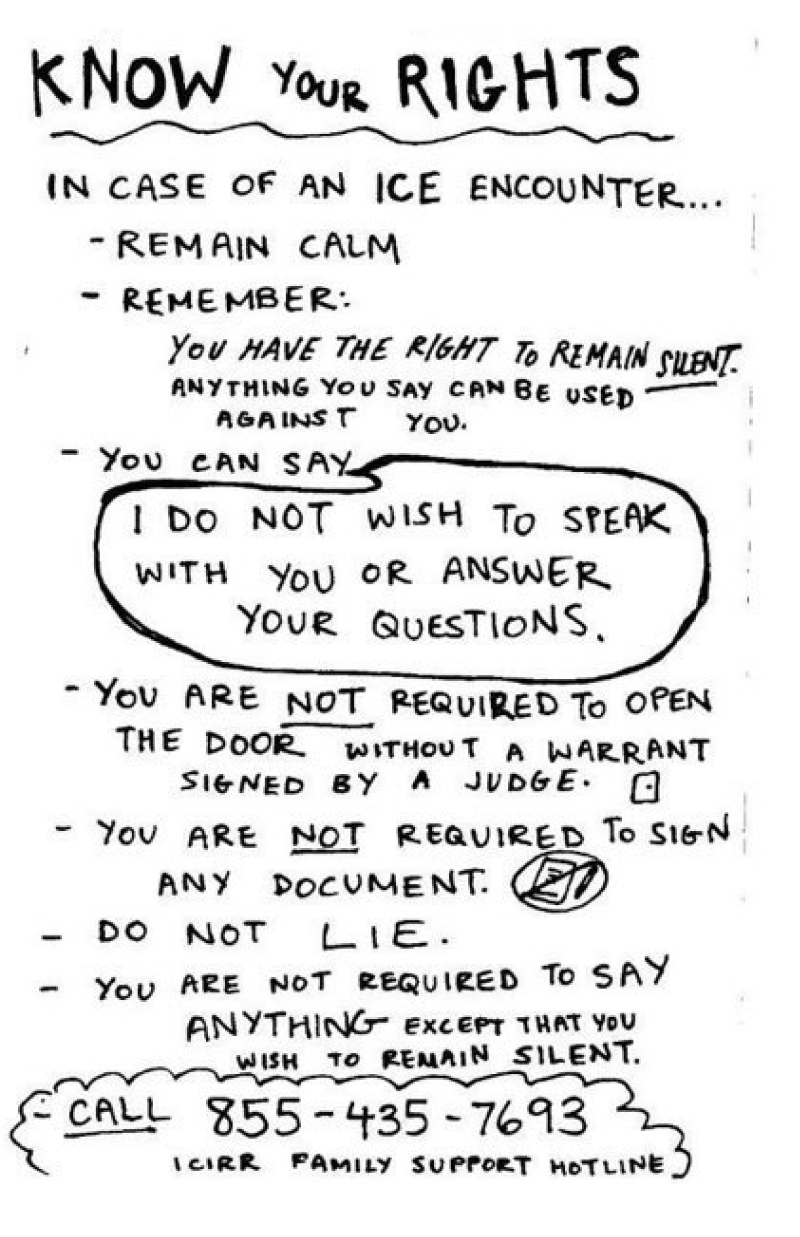 KNOW YOUR RIGHTS
IN CASE OF AN ICE ENCOUNTER...
- REMAIN CALM
- REMEMBER:
YOU HAVE THE RIGHT TO REMAIN SILENT.
ANYTHING YOU SAY CAN BE USED
AGAINST YOU.
- YOU CAN SAY
I DO NOT WISH TO SPEAK
WITH YOU OR ANSWER
YOUR QUESTIONS.
- YOU ARE NOT REQUIRED TO OPEN
THE DOOR WITHOUT A WARRANT
SIGNED BY A JUDGE.
- YOU ARE NOT REQUIRED TO SIGN
ANY DOCUMENT.
- DO NOT LIE.
- YOU ARE NOT REQUIRED TO SAY
ANYTHING EXCEPT THAT YOU
WISH TO REMAIN SILENT.
- CALL 855-435-7693
ICIRR FAMILY SUPPORT HOTLINE